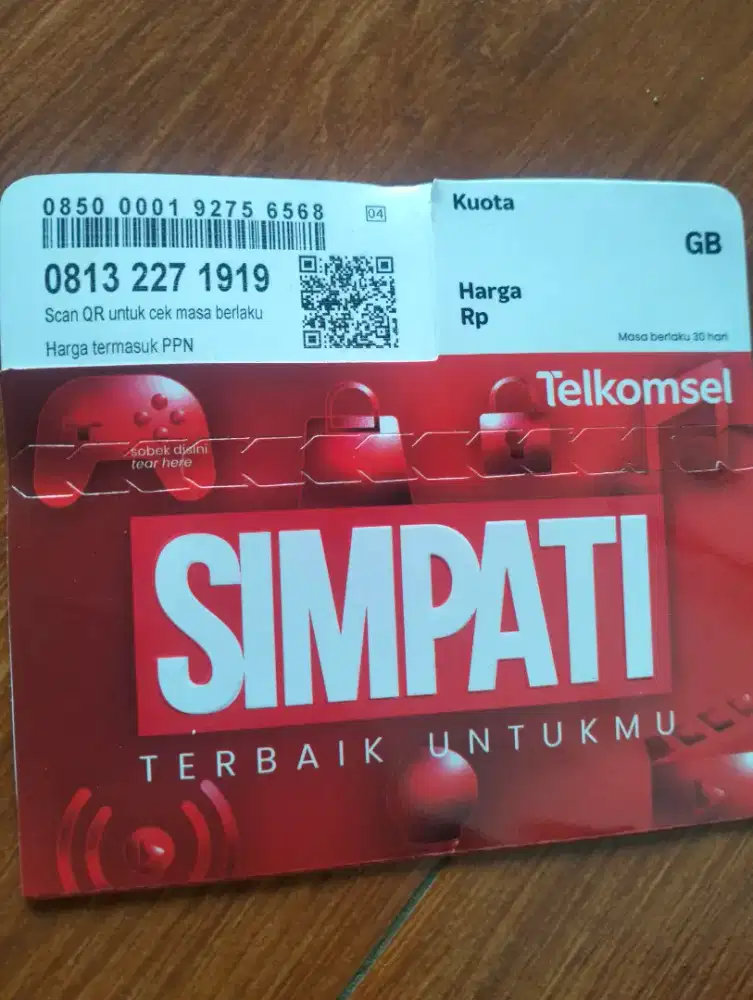 0850 0001 9275 6568
04
0813 227 1919
Scan QR untuk cek masa berlaku
Harga termasuk PPN
Kuota
GB
Harga
Rp
Masa berlaku 30 hari
Telkomsel
sobek disini
tear here
SIMPATI
TERBAIK UNTUKMU